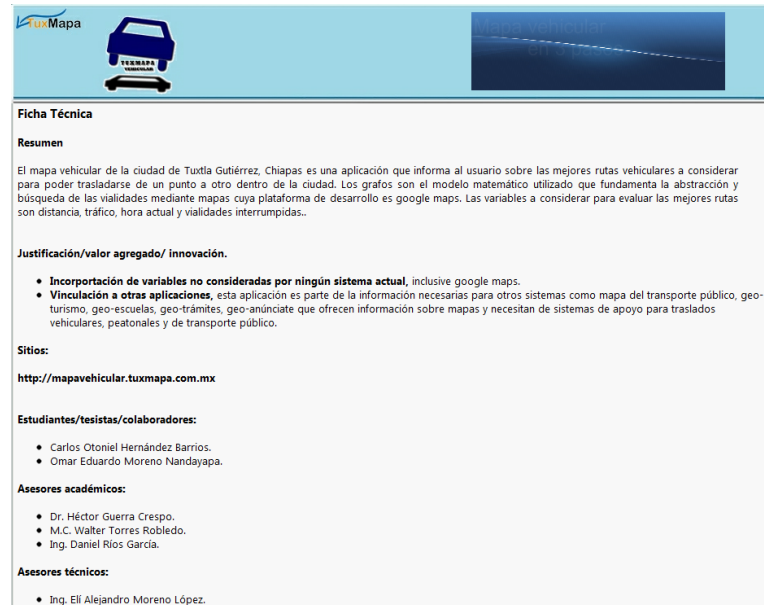 TuxMapa
TUXMAPA
VEHICULAR
Mapa vehicular
en 3 pasos
Ficha Técnica
Resumen
El mapa vehicular de la ciudad de Tuxtla Gutiérrez, Chiapas es una aplicación que informa al usuario sobre las mejores rutas vehiculares a considerar
para poder trasladarse de un punto a otro dentro de la ciudad. Los grafos son el modelo matemático utilizado que fundamenta la abstracción y
búsqueda de las vialidades mediante mapas cuya plataforma de desarrollo es google maps. Las variables a considerar para evaluar las mejores rutas
son distancia, tráfico, hora actual y vialidades interrumpidas..
Justificación/valor agregado/ innovación.
• Incorportación de variables no consideradas por ningún sistema actual, inclusive google maps.
• Vinculación a otras aplicaciones, esta aplicación es parte de la información necesarias para otros sistemas como mapa del transporte público, geo-
turismo, geo-escuelas, geo-trámites, geo-anúnciate que ofrecen información sobre mapas y necesitan de sistemas de apoyo para traslados
vehiculares, peatonales y de transporte público.
Sitios:
http://mapavehicular.tuxmapa.com.mx
Estudiantes/tesistas/colaboradores:
• Carlos Otoniel Hernández Barrios.
• Omar Eduardo Moreno Nandayapa.
Asesores académicos:
• Dr. Héctor Guerra Crespo.
• M.C. Walter Torres Robledo.
• Ing. Daniel Ríos García.
Asesores técnicos:
• Ing. Elí Alejandro Moreno López.